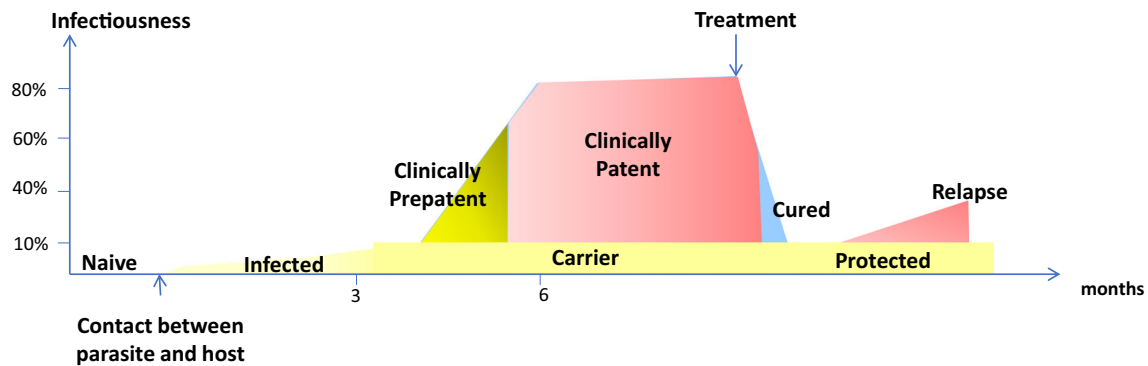 Infectiousness
Treatment
80%
60%
40%
10%
Clinically
Prepatent
Clinically
Patent
Cured
Relapse
Naive
Infected
Carrier
Protected
3
6
months
Contact between
parasite and host